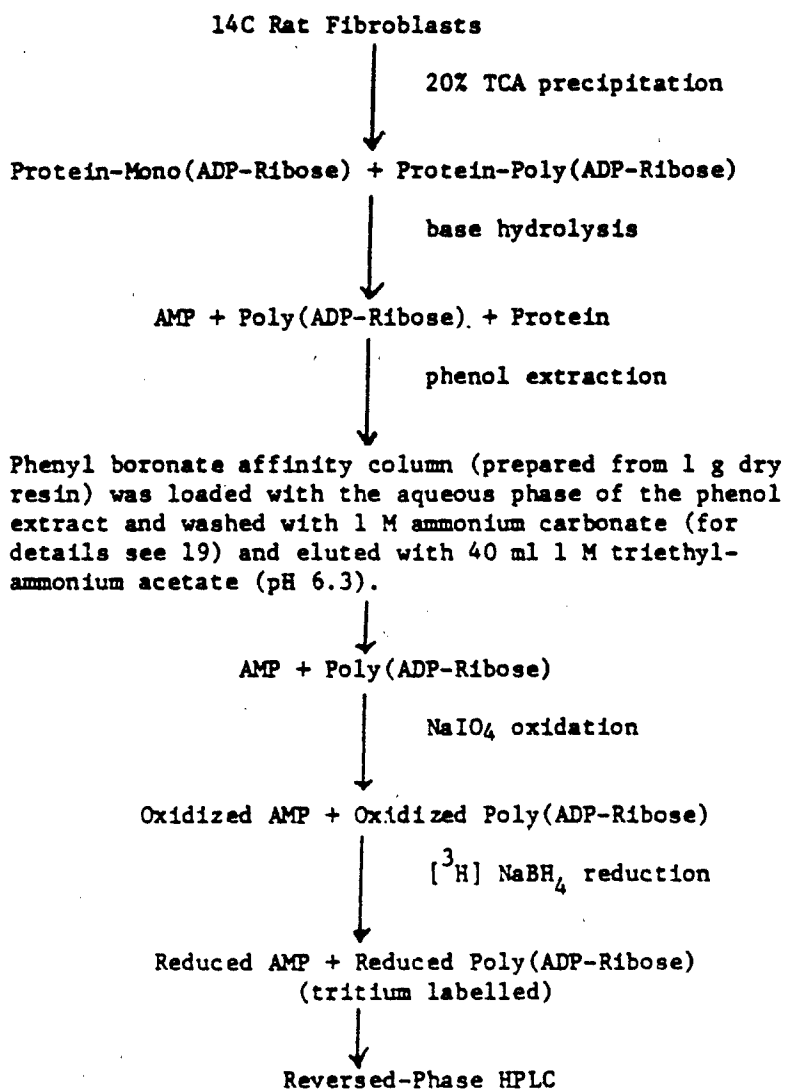 14C Rat Fibroblasts
20% TCA precipitation
Protein-Mono(ADP-Ribose) + Protein-Poly(ADP-Ribose)
base hydrolysis
AMP + Poly(ADP-Ribose) + Protein
phenol extraction
Phenyl boronate affinity column (prepared from 1 g dry
resin) was loaded with the aqueous phase of the phenol
extract and washed with 1 M ammonium carbonate (for
details see 19) and eluted with 40 ml 1 M triethyl-
ammonium acetate (pH 6.3).
AMP + Poly(ADP-Ribose)
NaIO4 oxidation
Oxidized AMP + Oxidized Poly(ADP-Ribose)
[3H] NaBH4 reduction
Reduced AMP + Reduced Poly(ADP-Ribose)
(tritium labelled)
Reversed-Phase HPLC